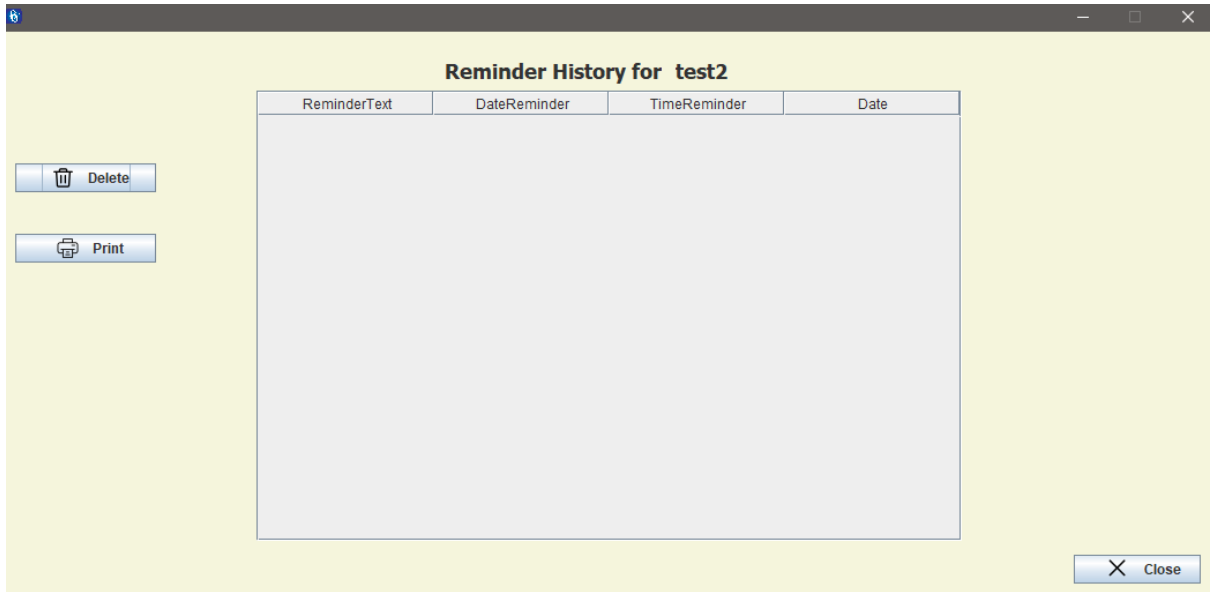 Reminder History for test2
ReminderText DateReminder TimeReminder Date
Delete
Print
Close